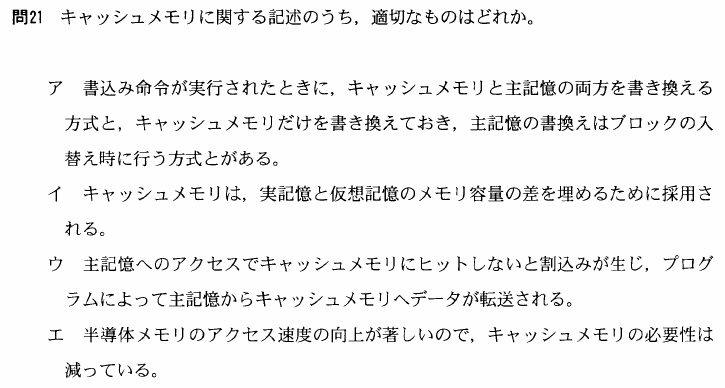 問21 キャッシュメモリに関する記述のうち，適切なものはどれか。
ア 書込み命令が実行されたときに，キャッシュメモリと主記憶の両方を書き換える
方式と，キャッシュメモリだけを書き換えておき，主記憶の書換えはブロックの入
替え時に行う方式とがある。
イ キャッシュメモリは，実記憶と仮想記憶のメモリ容量の差を埋めるために採用さ
れる。
ウ 主記憶へのアクセスでキャッシュメモリにヒットしないと割込みが生じ，プログ
ラムによって主記憶からキャッシュメモリへデータが転送される。
エ 半導体メモリのアクセス速度の向上が著しいので，キャッシュメモリの必要性は
減っている。